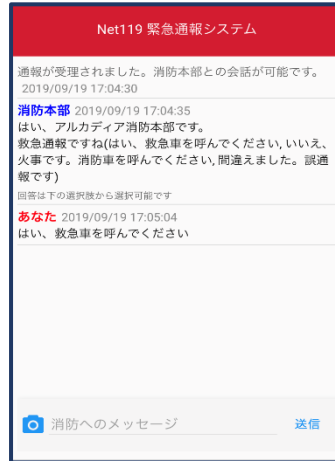 Net119 緊急通報システム
通報が受理されました。消防本部との会話が可能です。
2019/09/19 17:04:30
消防本部 2019/09/19 17:04:35
はい、アルカディア消防本部です。
救急通報ですね(はい、救急車を呼んでください, いいえ、
火事です。消防車を呼んでください, 間違えました。誤通
報です)
回答は下の選択肢から選択可能です
あなた 2019/09/19 17:05:04
はい、救急車を呼んでください
消防へのメッセージ
送信